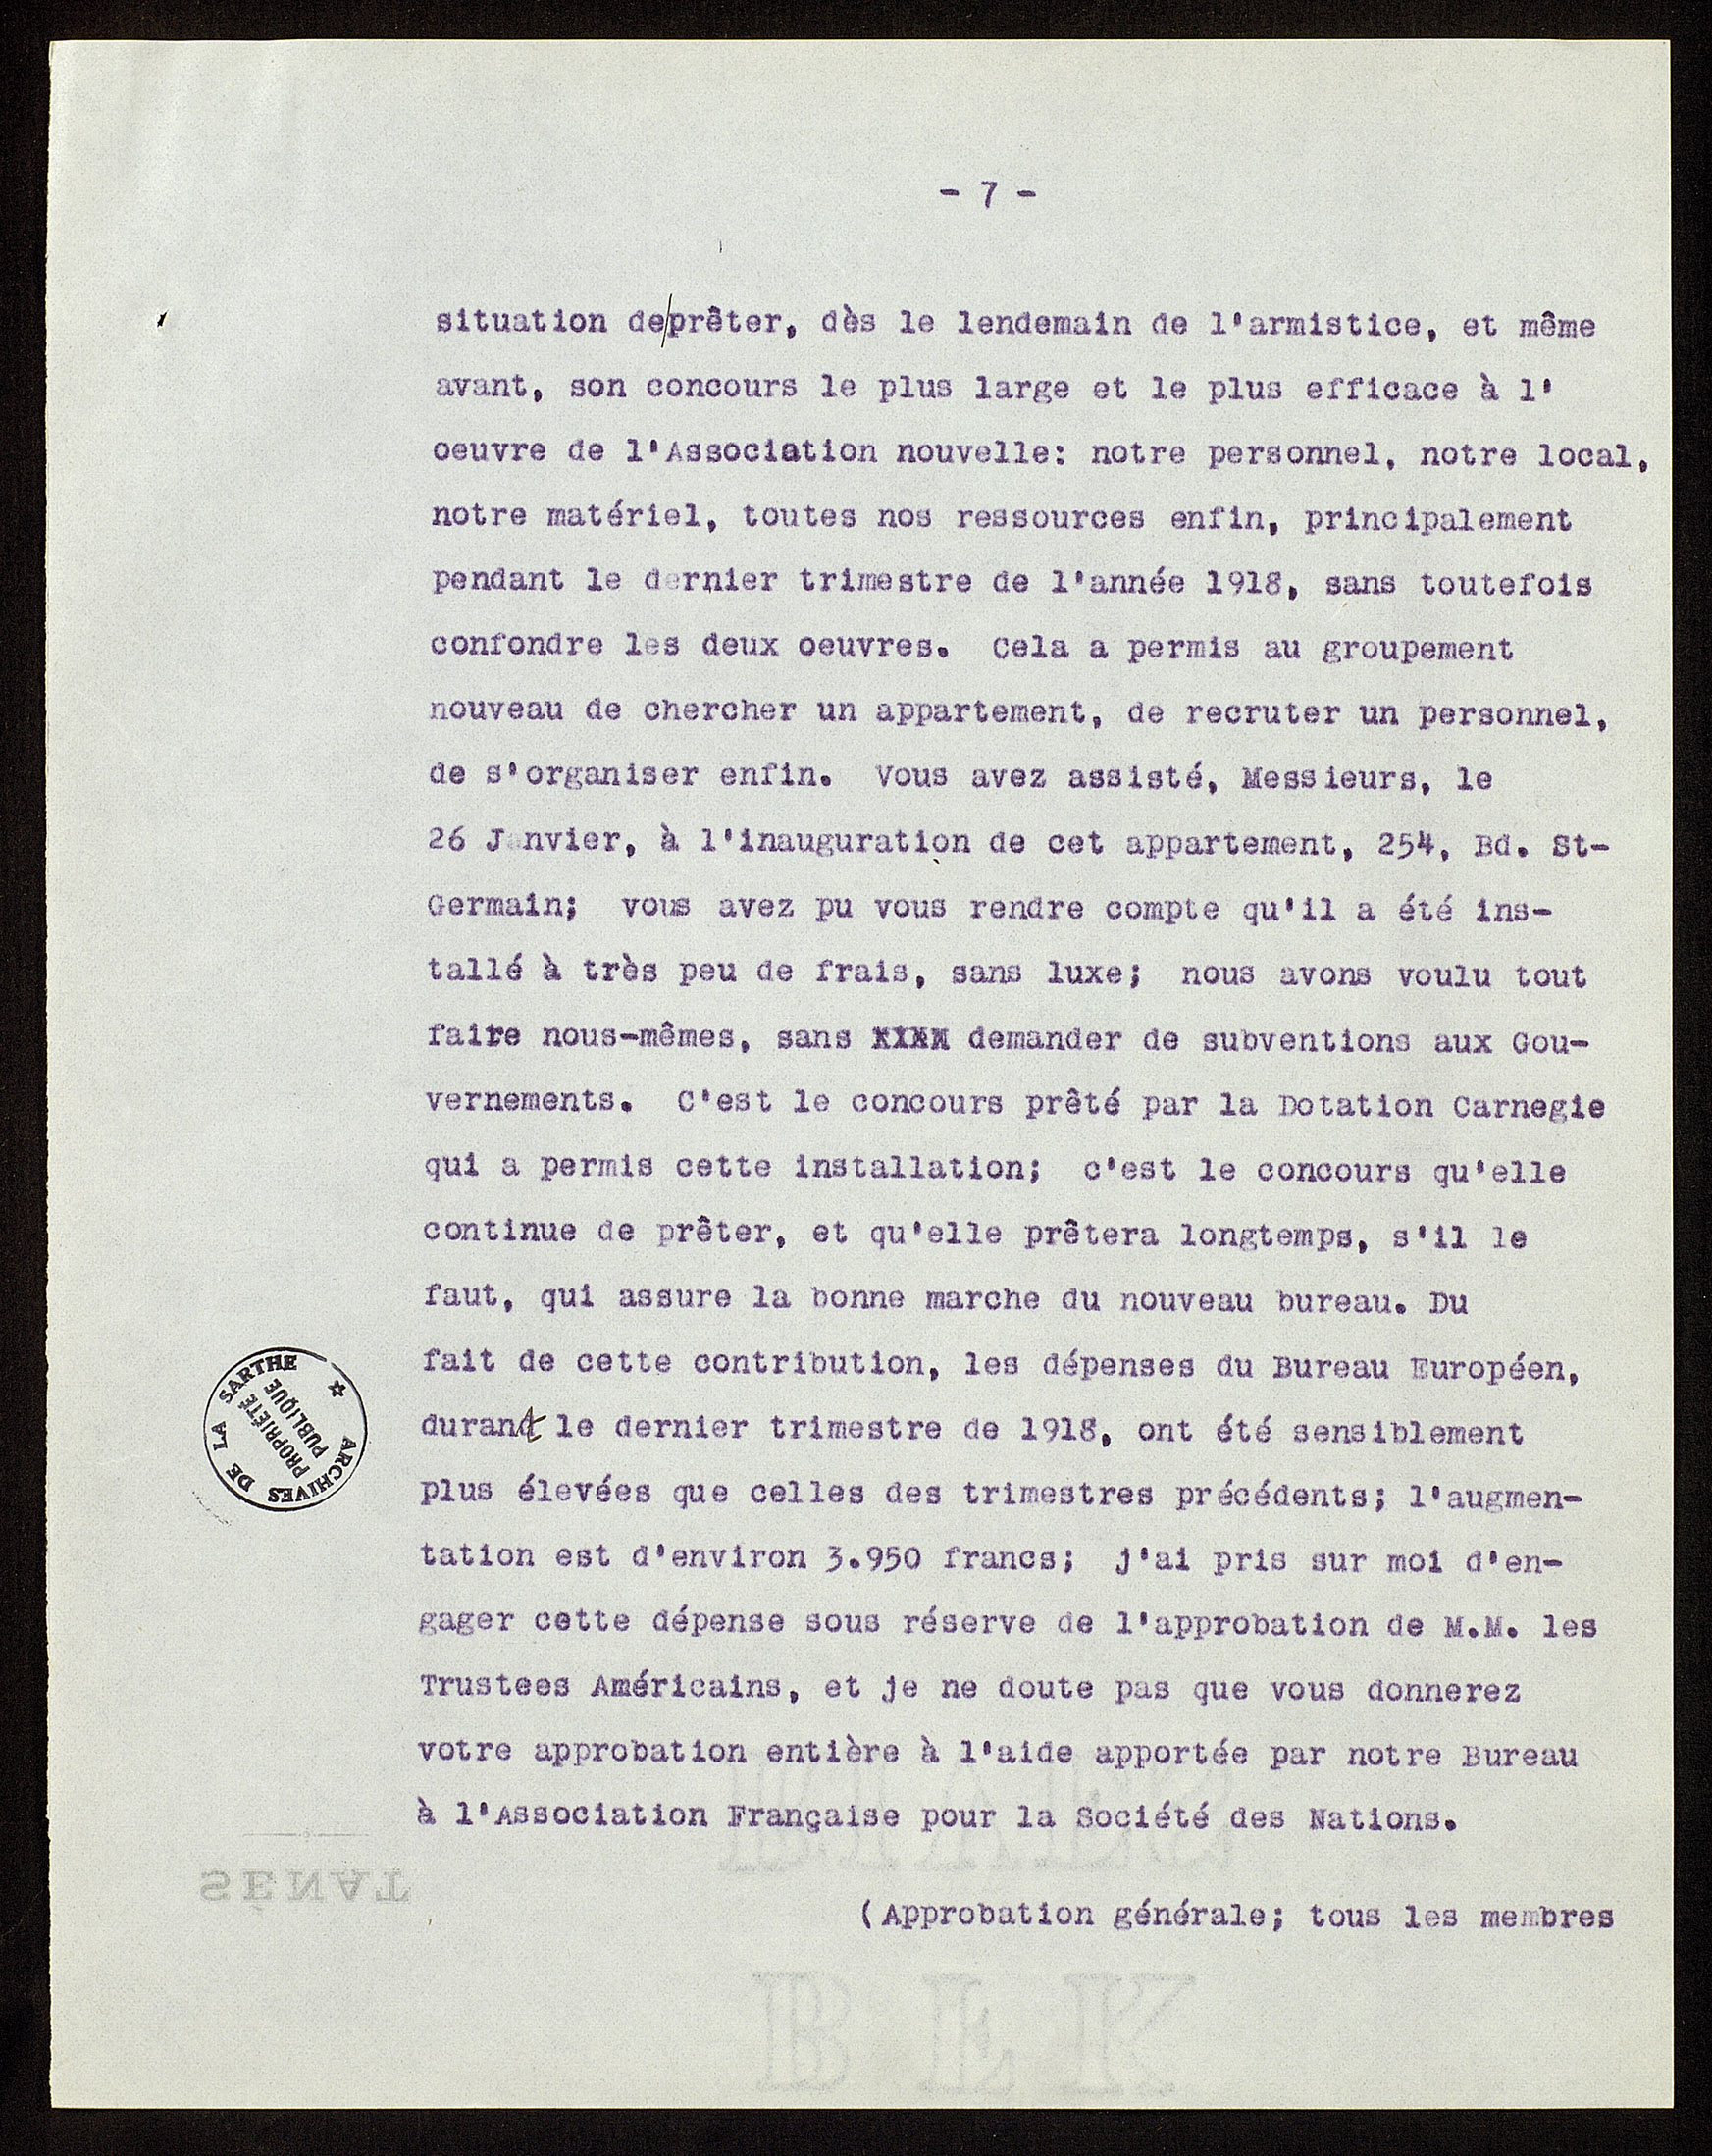 - 7 -
situation de/prêter, dès le lendemain de l'armistice, et même
avant, son concours le plus large et le plus efficace à l'
oeuvre de l'Association nouvelle: notre personnel, notre local,
notre matériel, toutes nos ressources enfin, principalement
pendant le dernier trimestre de l'année 1918, sans toutefois
confondre les deux oeuvres. Cela a permis au groupement
nouveau de chercher un appartement, de recruter un personnel,
de s'organiser enfin. Vous avez assisté, Messieurs, le
26 Janvier, à l'inauguration de cet appartement, 254, Bd. St-
Germain; vous avez pu vous rendre compte qu'il a été ins-
tallé à très peu de frais, sans luxe; nous avons voulu tout
faire nous-mêmes, sans demander de subventions aux Gou-
vernements. C'est le concours prêté par la Dotation Carnegie
qui a permis cette installation; c'est le concours qu'elle
continue de prêter, et qu'elle prêtera longtemps, s'il le
faut, qui assure la bonne marche du nouveau bureau. Du
fait de cette contribution, les dépenses du Bureau Européen,
durant le dernier trimestre de 1918, ont été sensiblement
plus élevées que celles des trimestres précédents; l'augmen-
tation est d'environ 3.950 francs; j'ai pris sur moi d'en-
gager cette dépense sous réserve de l'approbation de M.M. les
Trustees Américains, et je ne doute pas que vous donnerez
votre approbation entière à l'aide apportée par notre Bureau
à l'Association Française pour la Société des Nations.
(Approbation générale; tous les membres
ARCHIVES DE LA SARTHE
PROPRIÉTÉ
PUBLIQUE
SÉNAT